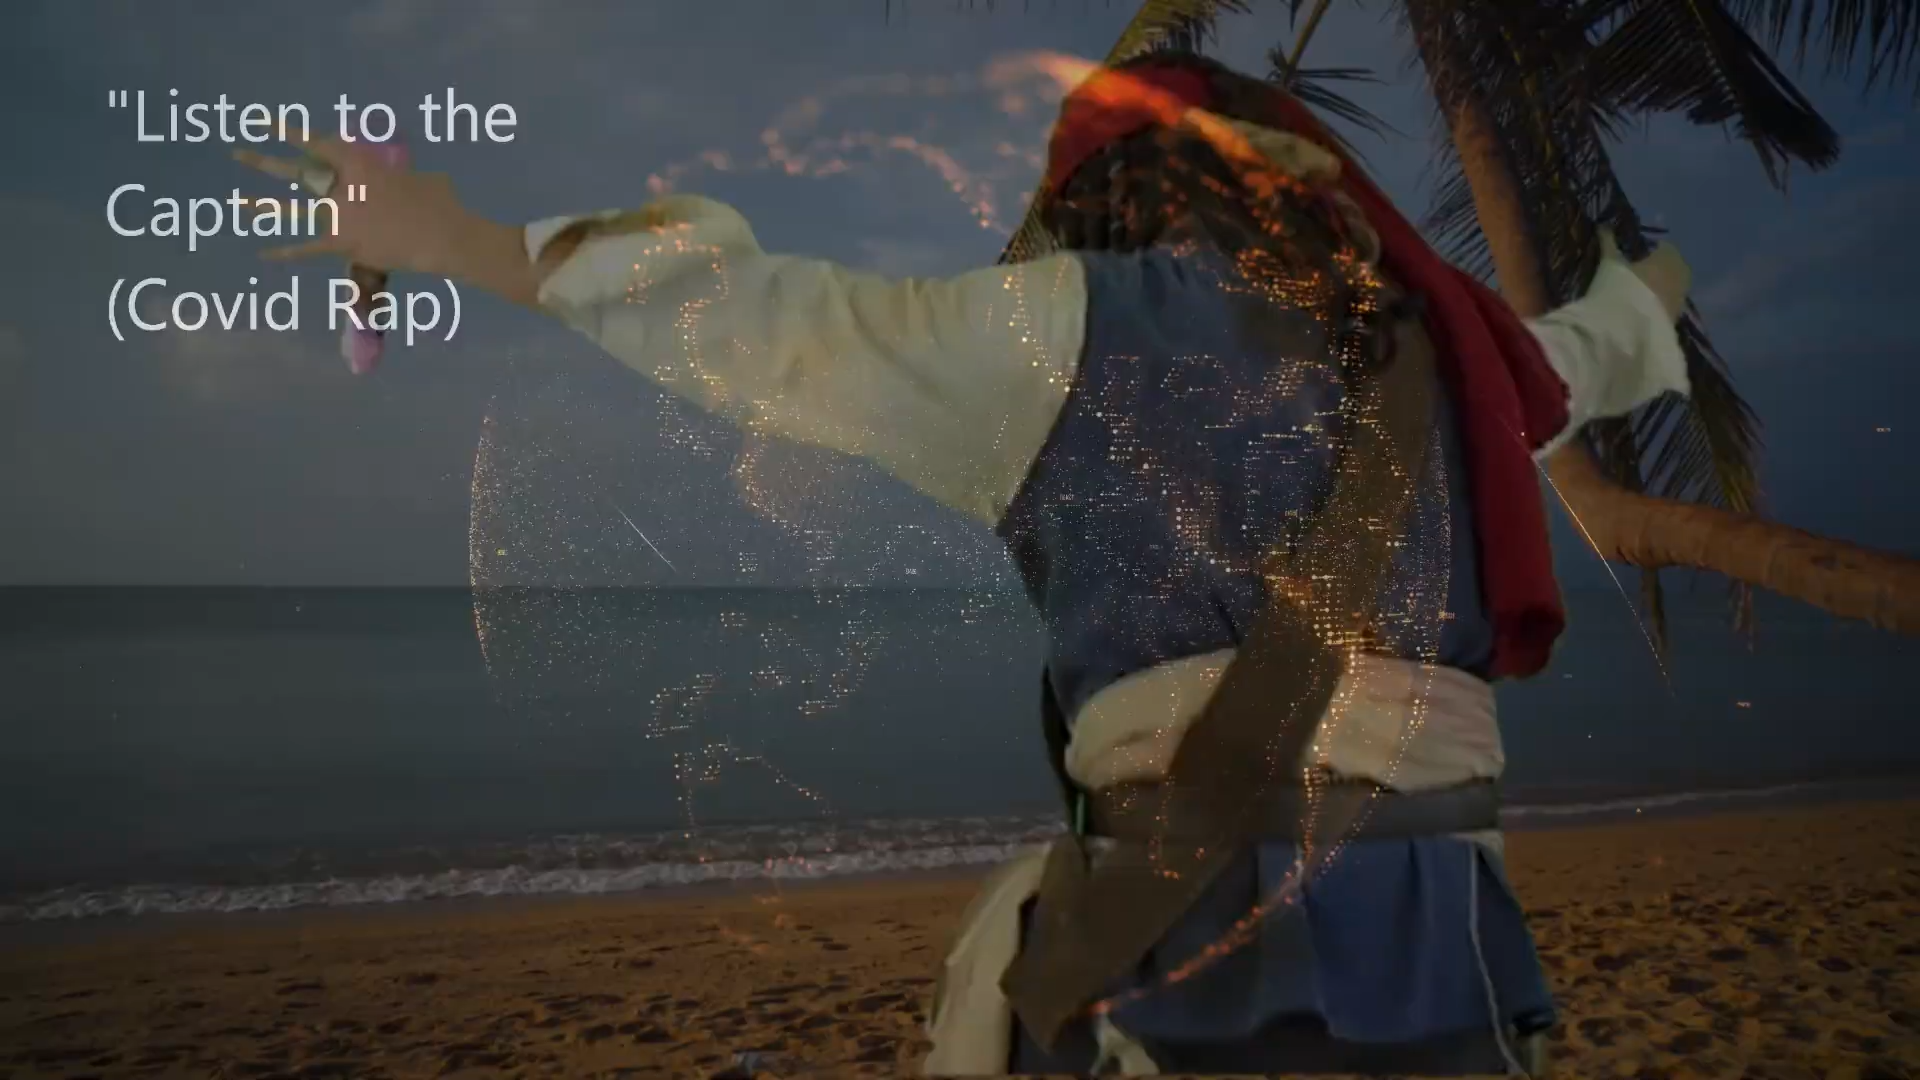 "Listen to the
Captain"
(Covid Rap)